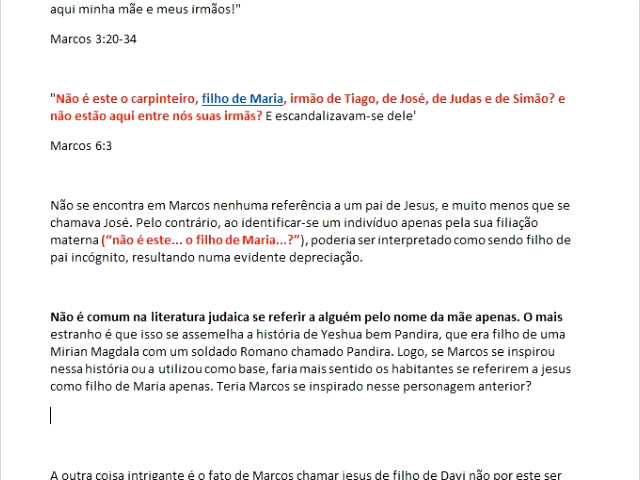 aqui minha mãe e meus irmãos!"
Marcos 3:20-34
"Não é este o carpinteiro, filho de Maria, irmão de Tiago, de José, de Judas e de Simão? e
não estão aqui entre nós suas irmãs? E escandalizavam-se dele'
Marcos 6:3
Não se encontra em Marcos nenhuma referência a um pai de Jesus, e muito menos que se
chamava José. Pelo contrário, ao identificar-se um indivíduo apenas pela sua filiação
materna (“não é este... o filho de Maria...?”), poderia ser interpretado como sendo filho de
pai incógnito, resultando numa evidente depreciação.
Não é comum na literatura judaica se referir a alguém pelo nome da mãe apenas. O mais
estranho é que isso se assemelha a história de Yeshua bem Pandira, que era filho de uma
Mirian Magdala com um soldado Romano chamado Pandira. Logo, se Marcos se inspirou
nessa história ou a utilizou como base, faria mais sentido os habitantes se referirem a jesus
como filho de Maria apenas. Teria Marcos se inspirado nesse personagem anterior?
A outra coisa intrigante é o fato de Marcos chamar jesus de filho de Davi não por este ser